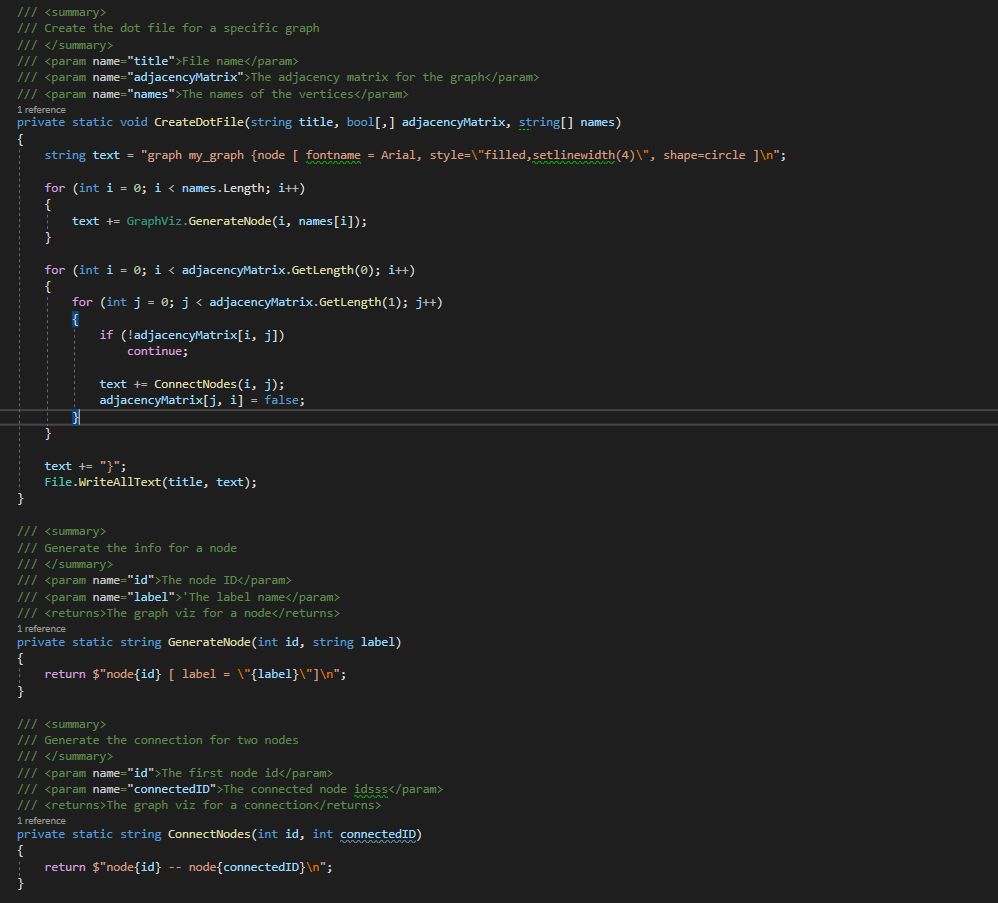 /// <summary>
/// Create the dot file for a specific graph
/// </summary>
/// <param name="title">File name</param>
/// <param name="adjacencyMatrix">The adjacency matrix for the graph</param>
/// <param name="names">The names of the vertices</param>
1 reference
private static void CreateDotFile(string title, bool[,] adjacencyMatrix, string[] names)
{
    string text = "graph my_graph {node [ fontname = Arial, style=\"filled,setlinewidth(4)\", shape=circle ]\n";

    for (int i = 0; i < names.Length; i++)
    {
        text += GraphViz.GenerateNode(i, names[i]);
    }

    for (int i = 0; i < adjacencyMatrix.GetLength(0); i++)
    {
        for (int j = 0; j < adjacencyMatrix.GetLength(1); j++)
        {
            if (!adjacencyMatrix[i, j])
                continue;

            text += ConnectNodes(i, j);
            adjacencyMatrix[j, i] = false;
        }
    }

    text += "}";
    File.WriteAllText(title, text);
}

/// <summary>
/// Generate the info for a node
/// </summary>
/// <param name="id">The node ID</param>
/// <param name="label">'The label name</param>
/// <returns>The graph viz for a node</returns>
1 reference
private static string GenerateNode(int id, string label)
{
    return $"node{id} [ label = \"{label}\"]\n";
}

/// <summary>
/// Generate the connection for two nodes
/// </summary>
/// <param name="id">The first node id</param>
/// <param name="connectedID">The connected node idsss</param>
/// <returns>The graph viz for a connection</returns>
1 reference
private static string ConnectNodes(int id, int connectedID)
{
    return $"node{id} -- node{connectedID}\n";
}